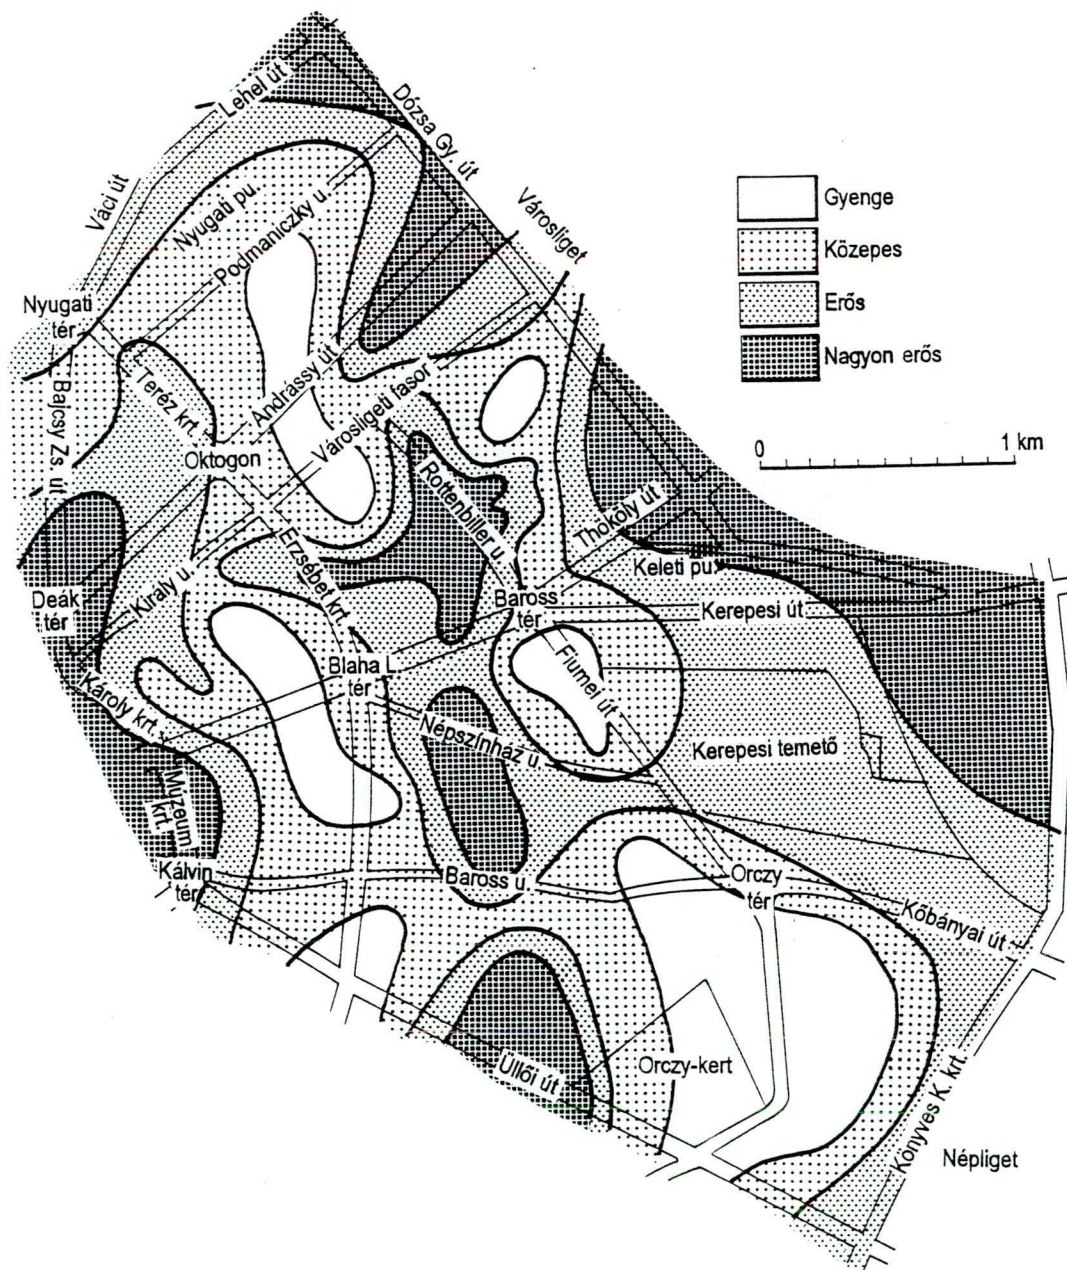 Lehel út
Dózsa Gy. út
Váci út
Nyugati pu.
Podmaniczky u.
Városliget
Gyenge
Közepes
Erős
Nagyon erős
0 1 km
Nyugati
tér
Bajcsy Zs. út
Teréz krt.
Andrássy út
Városligeti fasor
Oktogon
Rottenbiller u.
Thököly út
Erzsébet krt.
Keleti pu.
Deák
tér
Király u.
Baross
tér
Kerepesi út
Blaha L.
tér
Fiumei út
Károly krt.
Népszínház u.
Kerepesi temető
Múzeum
krt.
Kálvin
tér
Baross u.
Orczy
tér
Kőbányai út
Üllői út
Orczy-kert
Könyves K. krt.
Népliget